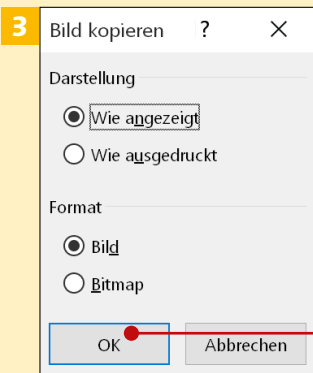 3
Bild kopieren ?
Darstellung
Wie angezeigt
Wie ausgedruckt
Format
Bild
Bitmap
OK Abbrechen